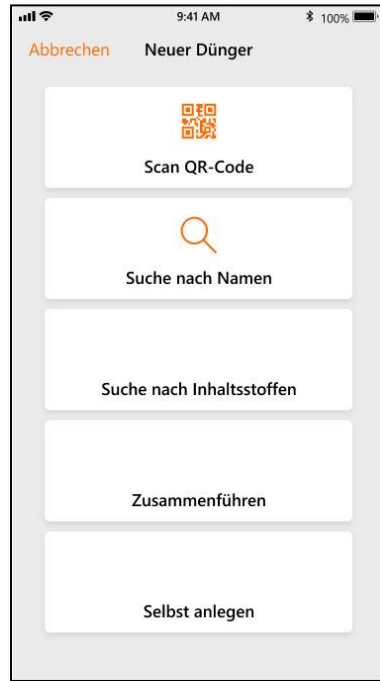 9:41 AM
100%
Abbrechen
Neuer Dünger
Scan QR-Code
Suche nach Namen
Suche nach Inhaltsstoffen
Zusammenführen
Selbst anlegen